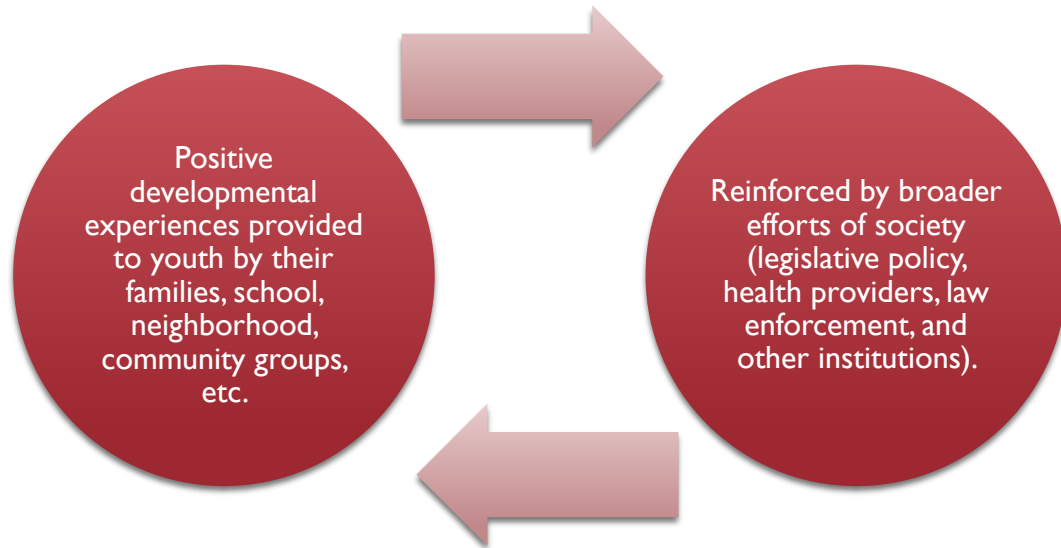 Positive
developmental
experiences provided
to youth by their
families, school,
neighborhood,
community groups,
etc.
Reinforced by broader
efforts of society
(legislative policy,
health providers, law
enforcement, and
other institutions).